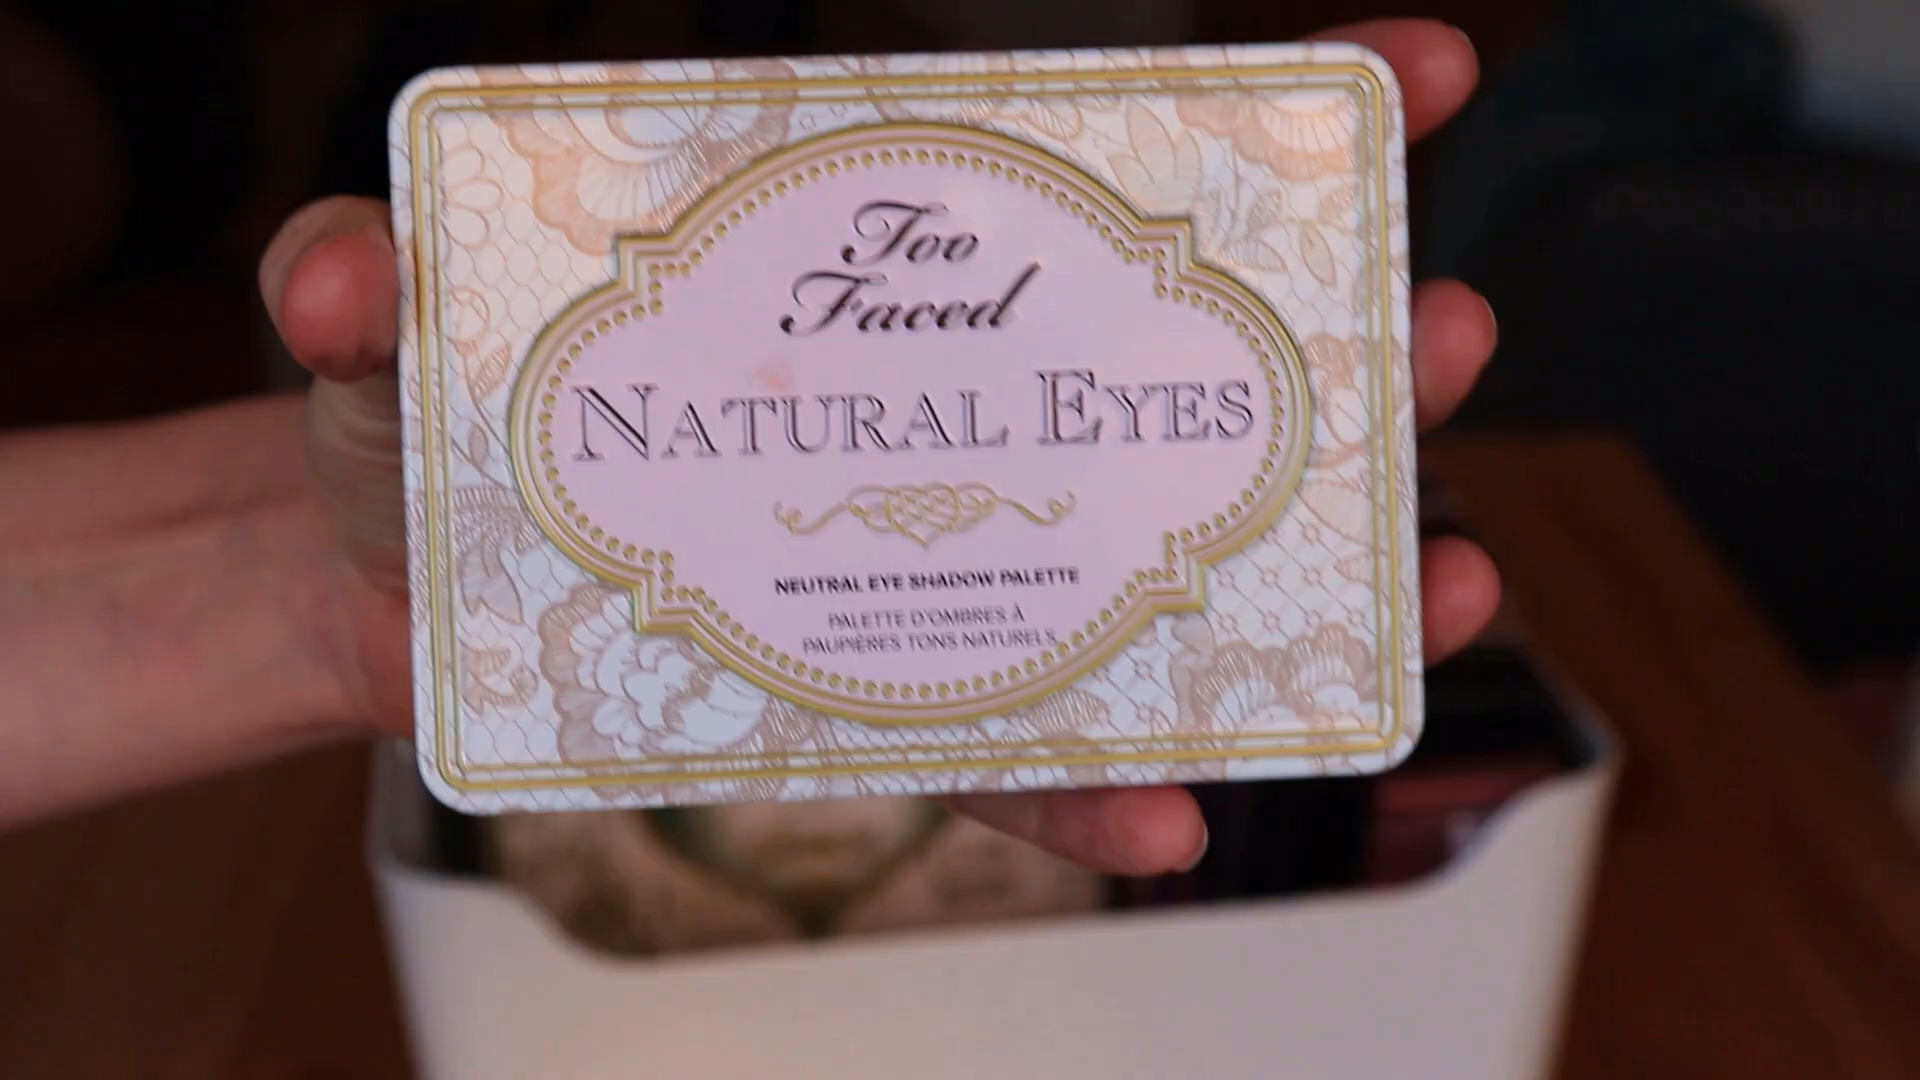 Too
Faced
NATURAL EYES
NEUTRAL EYE SHADOW PALETTE
PALETTE D'OMBRES À
PAUPIÈRES TONS NATURELS